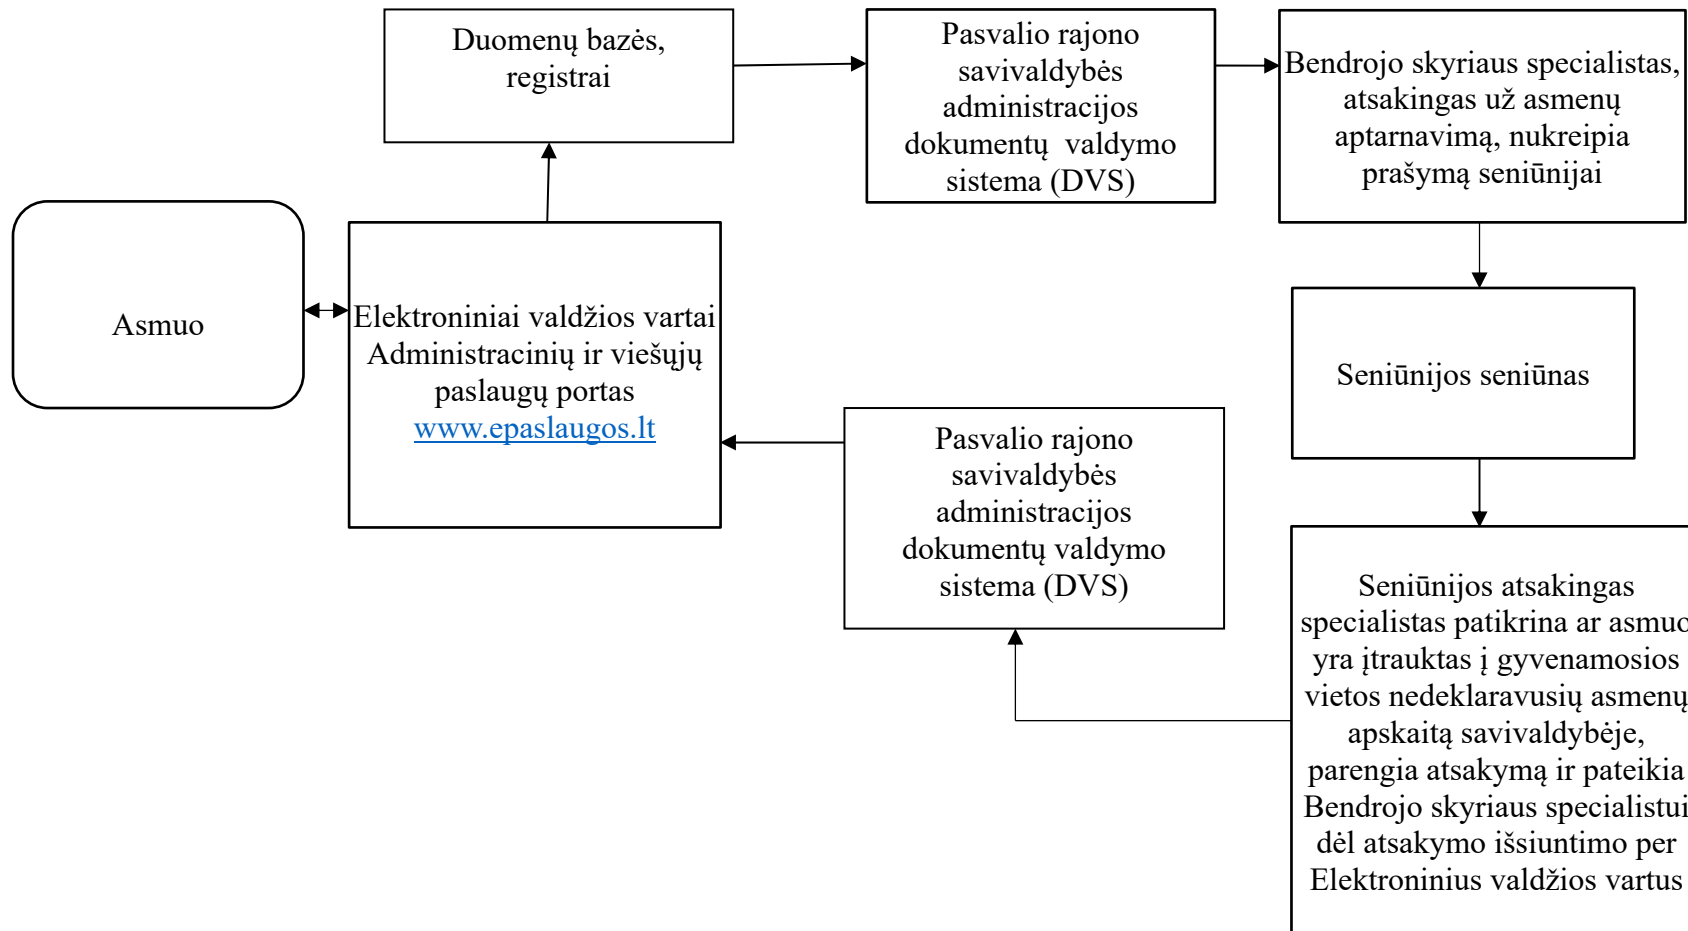 Duomenų bazės,
registrai
Pasvalio rajono
savivaldybės
administracijos
dokumentų valdymo
sistema (DVS)
Bendrojo skyriaus specialistas,
atsakingas už asmenų
aptarnavimą, nukreipia
prašymą seniūnijai
Asmuo
Elektroniniai valdžios vartai
Administracinių ir viešųjų
paslaugų portas
www.epaslaugos.lt
Seniūnijos seniūnas
Pasvalio rajono
savivaldybės
administracijos
dokumentų valdymo
sistema (DVS)
Seniūnijos atsakingas
specialistas patikrina ar asmuo
yra įtrauktas į gyvenamosios
vietos nedeklaravusių asmenų
apskaitą savivaldybėje,
parengia atsakymą ir pateikia
Bendrojo skyriaus specialistui
dėl atsakymo išsiuntimo per
Elektroninius valdžios vartus